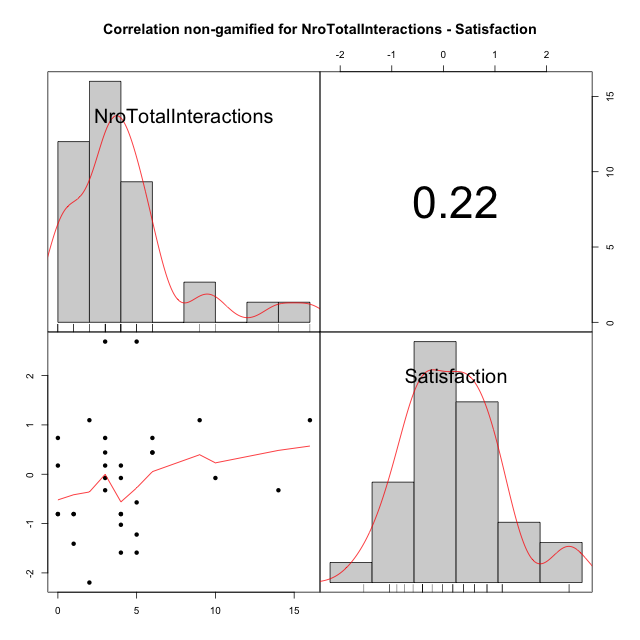 Correlation non-gamified for NroTotalInteractions - Satisfaction
-2 -1 0 1 2
NroTotalInteractions
0.22
15
10
5
0
Satisfaction
2
1
0
-1
-2
0 5 10 15